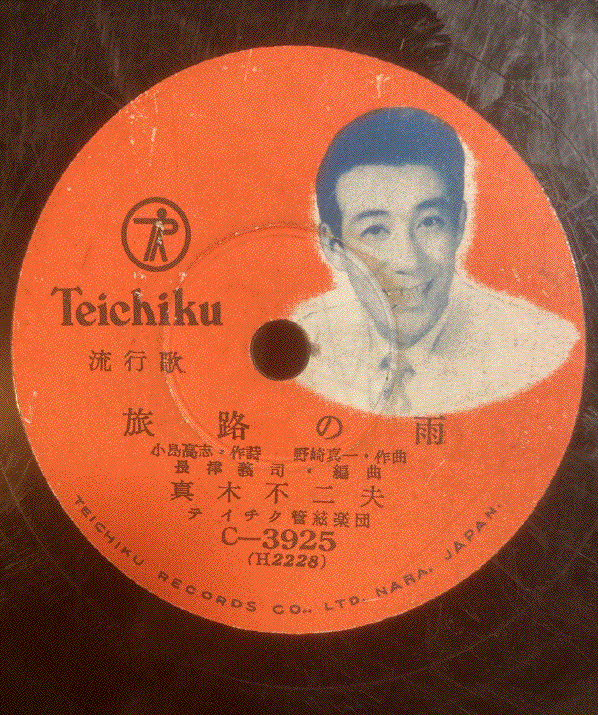 Teichiku
流行歌
旅路の雨
小島高志・作詩 野崎真一・作曲
長沢義司・編曲
真木不二夫
テイチク管絃楽団
C-3925
(H2228)
TEICHIKU RECORDS CO., LTD. NARA, JAPAN.